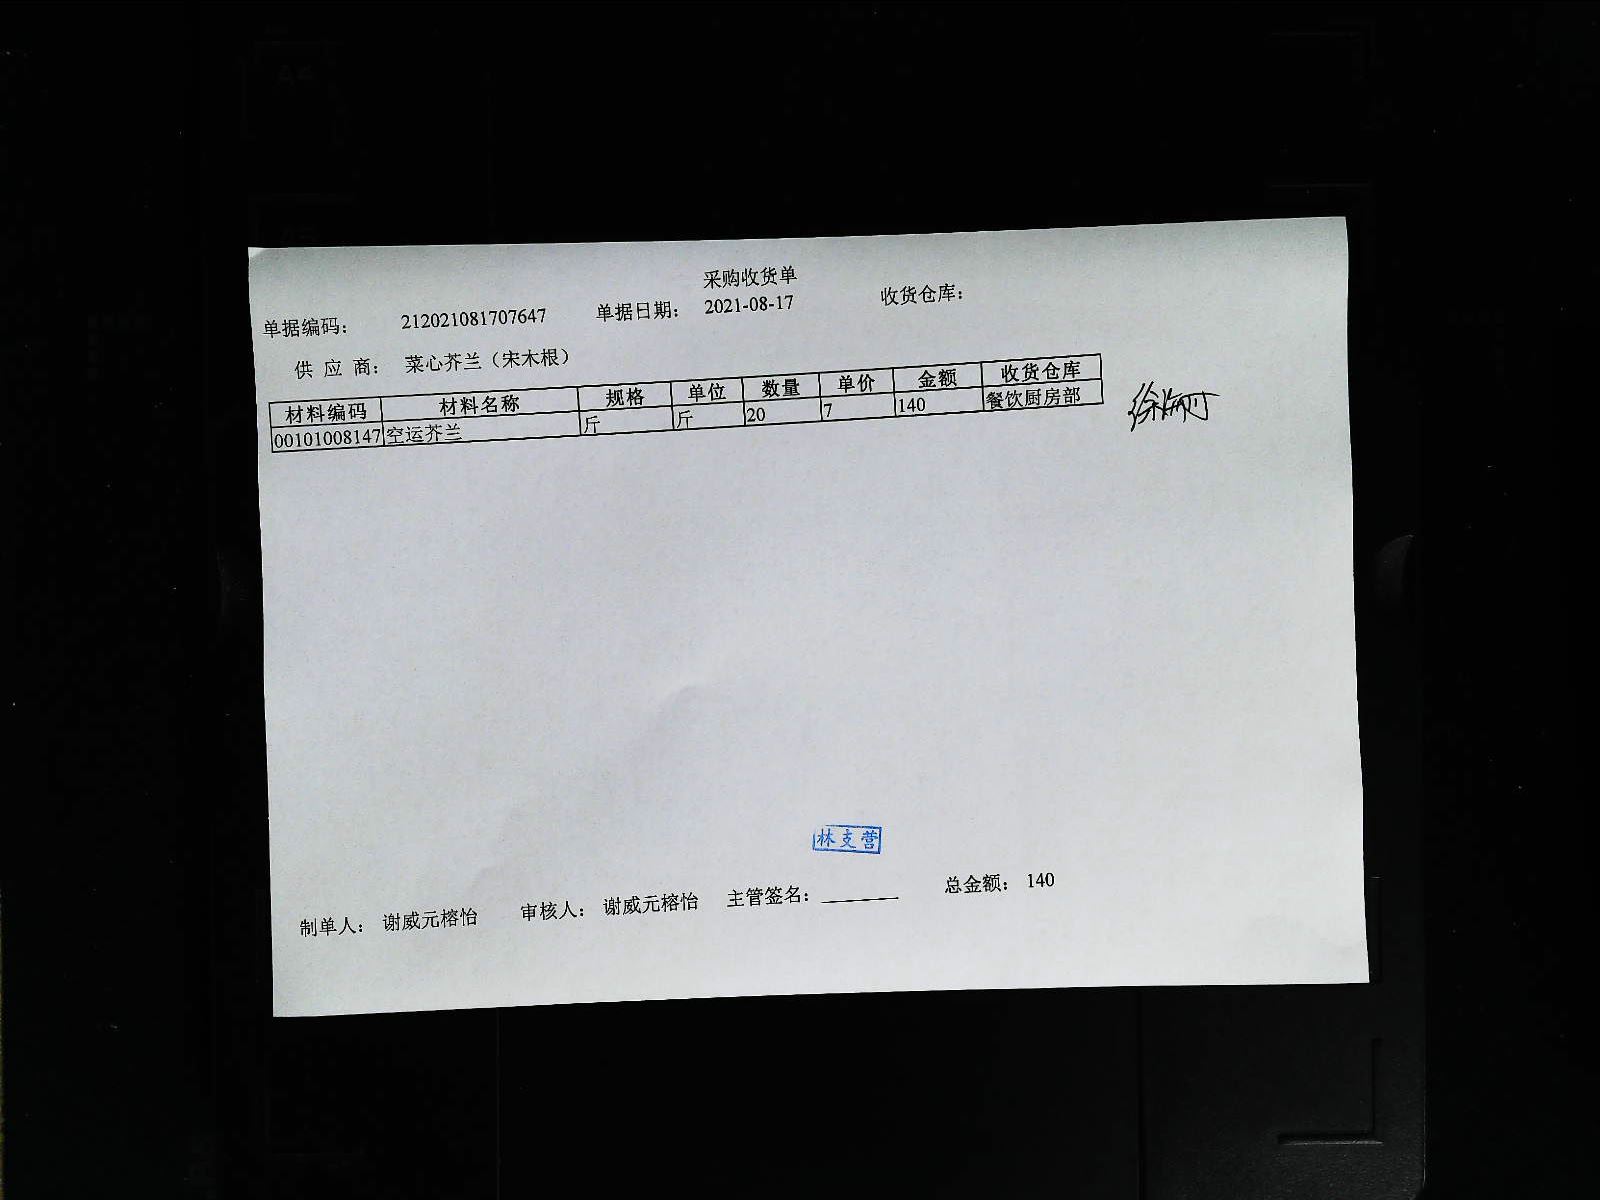 采购收货单
单据编码： 212021081707647 单据日期： 2021-08-17 收货仓库：
供 应 商： 菜心芥兰（宋木根）
材料编码 材料名称 规格 单位 数量 单价 金额 收货仓库
00101008147 空运芥兰 斤 斤 20 7 140 餐饮厨房部
林支营
制单人： 谢威元榕怡 审核人： 谢威元榕怡 主管签名： 总金额： 140